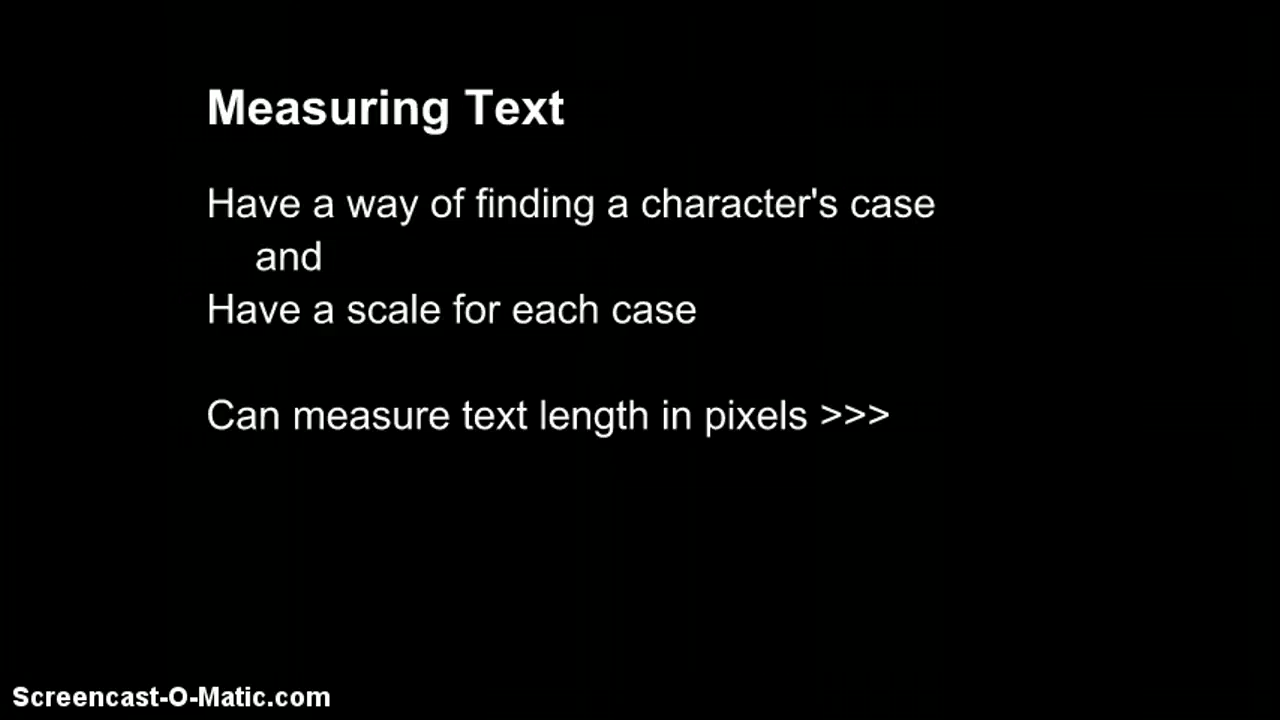 Measuring Text
Have a way of finding a character's case
and
Have a scale for each case
Can measure text length in pixels >>>
Screencast-O-Matic.com